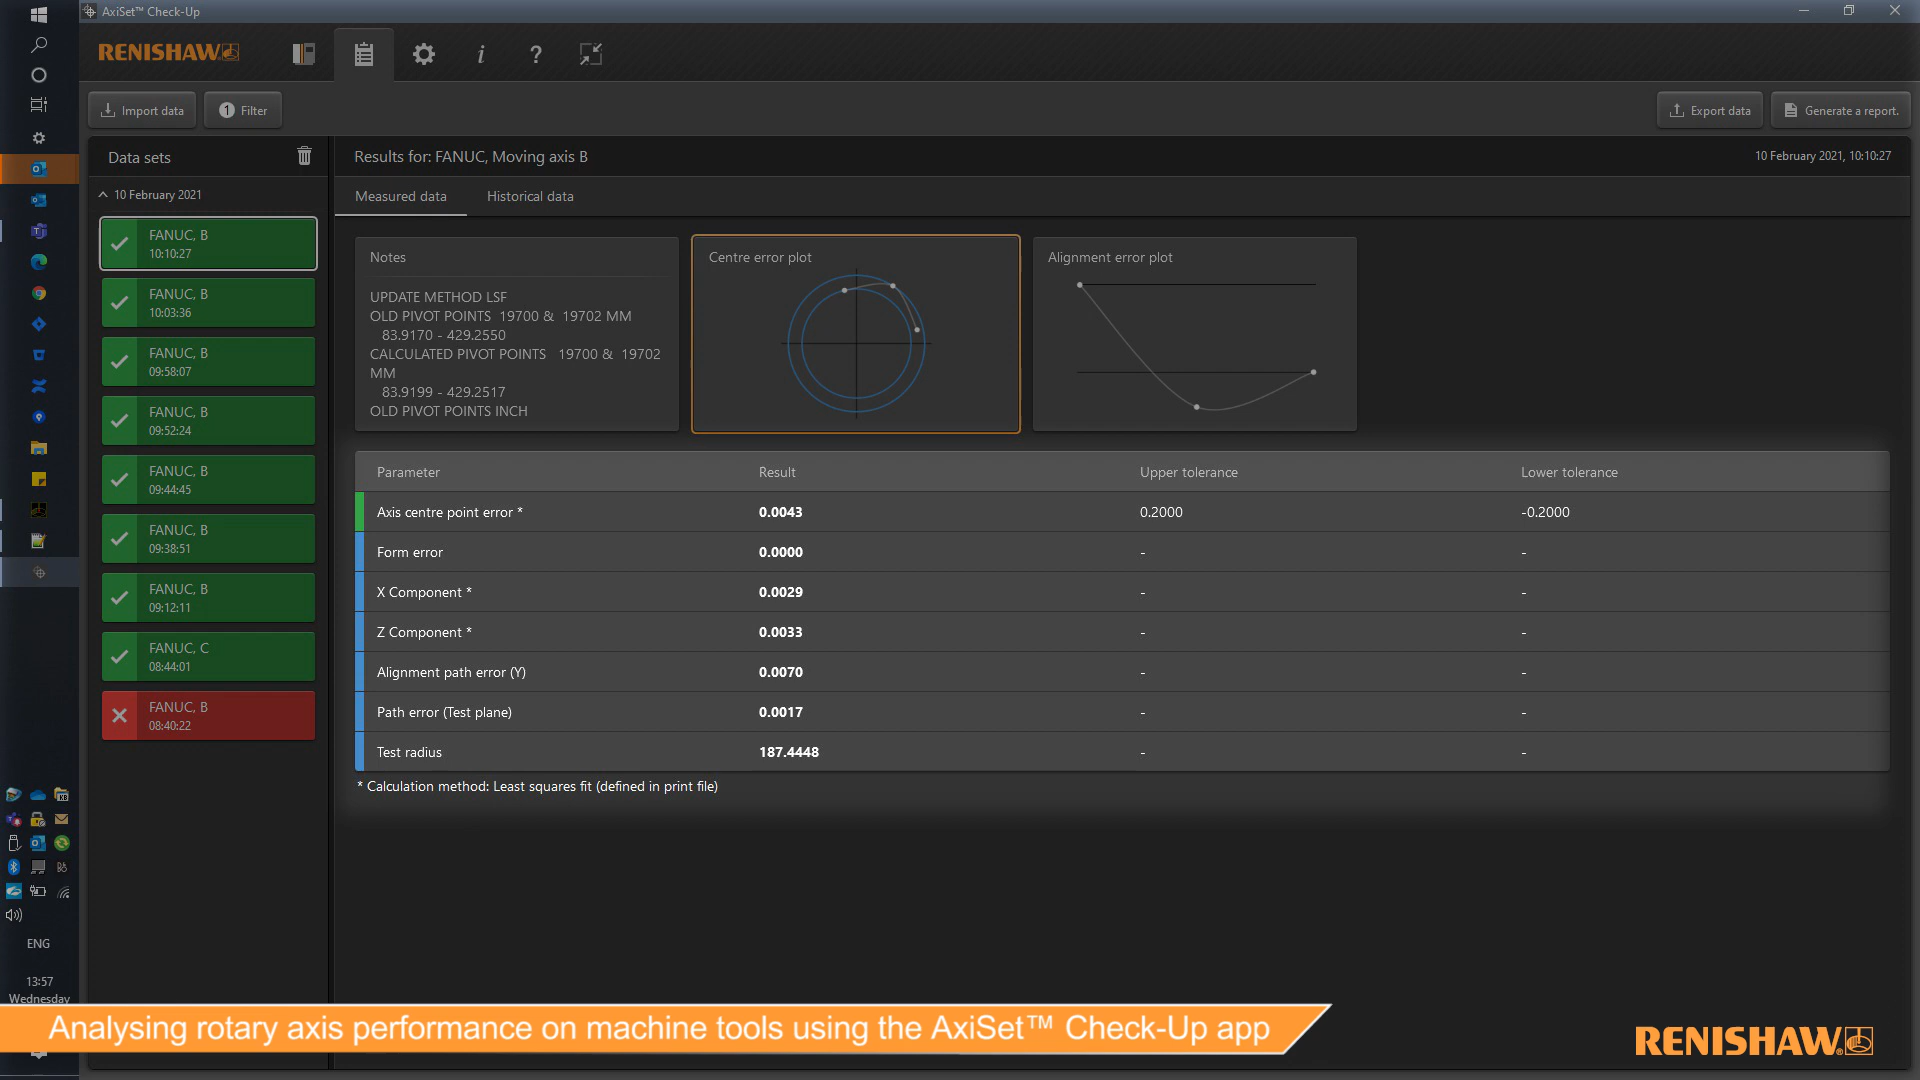 AxiSet™ Check-Up
RENISHAW
i
?
Import data
1 Filter
Export data
Generate a report.
Data sets
Results for: FANUC, Moving axis B
10 February 2021, 10:10:27
10 February 2021
Measured data
Historical data
FANUC, B
10:10:27
FANUC, B
10:03:36
FANUC, B
09:58:07
FANUC, B
09:52:24
FANUC, B
09:44:45
FANUC, B
09:38:51
FANUC, B
09:12:11
FANUC, C
08:44:01
FANUC, B
08:40:22
Notes
UPDATE METHOD LSF
OLD PIVOT POINTS 19700 & 19702 MM
83.9170 - 429.2550
CALCULATED PIVOT POINTS 19700 & 19702
MM
83.9199 - 429.2517
OLD PIVOT POINTS INCH
Centre error plot
Alignment error plot
Parameter Result Upper tolerance Lower tolerance
Axis centre point error * 0.0043 0.2000 -0.2000
Form error 0.0000 - -
X Component * 0.0029 - -
Z Component * 0.0033 - -
Alignment path error (Y) 0.0070 - -
Path error (Test plane) 0.0017 - -
Test radius 187.4448 - -
* Calculation method: Least squares fit (defined in print file)
ENG
13:57
Wednesday
Analysing rotary axis performance on machine tools using the AxiSet™ Check-Up app
RENISHAW